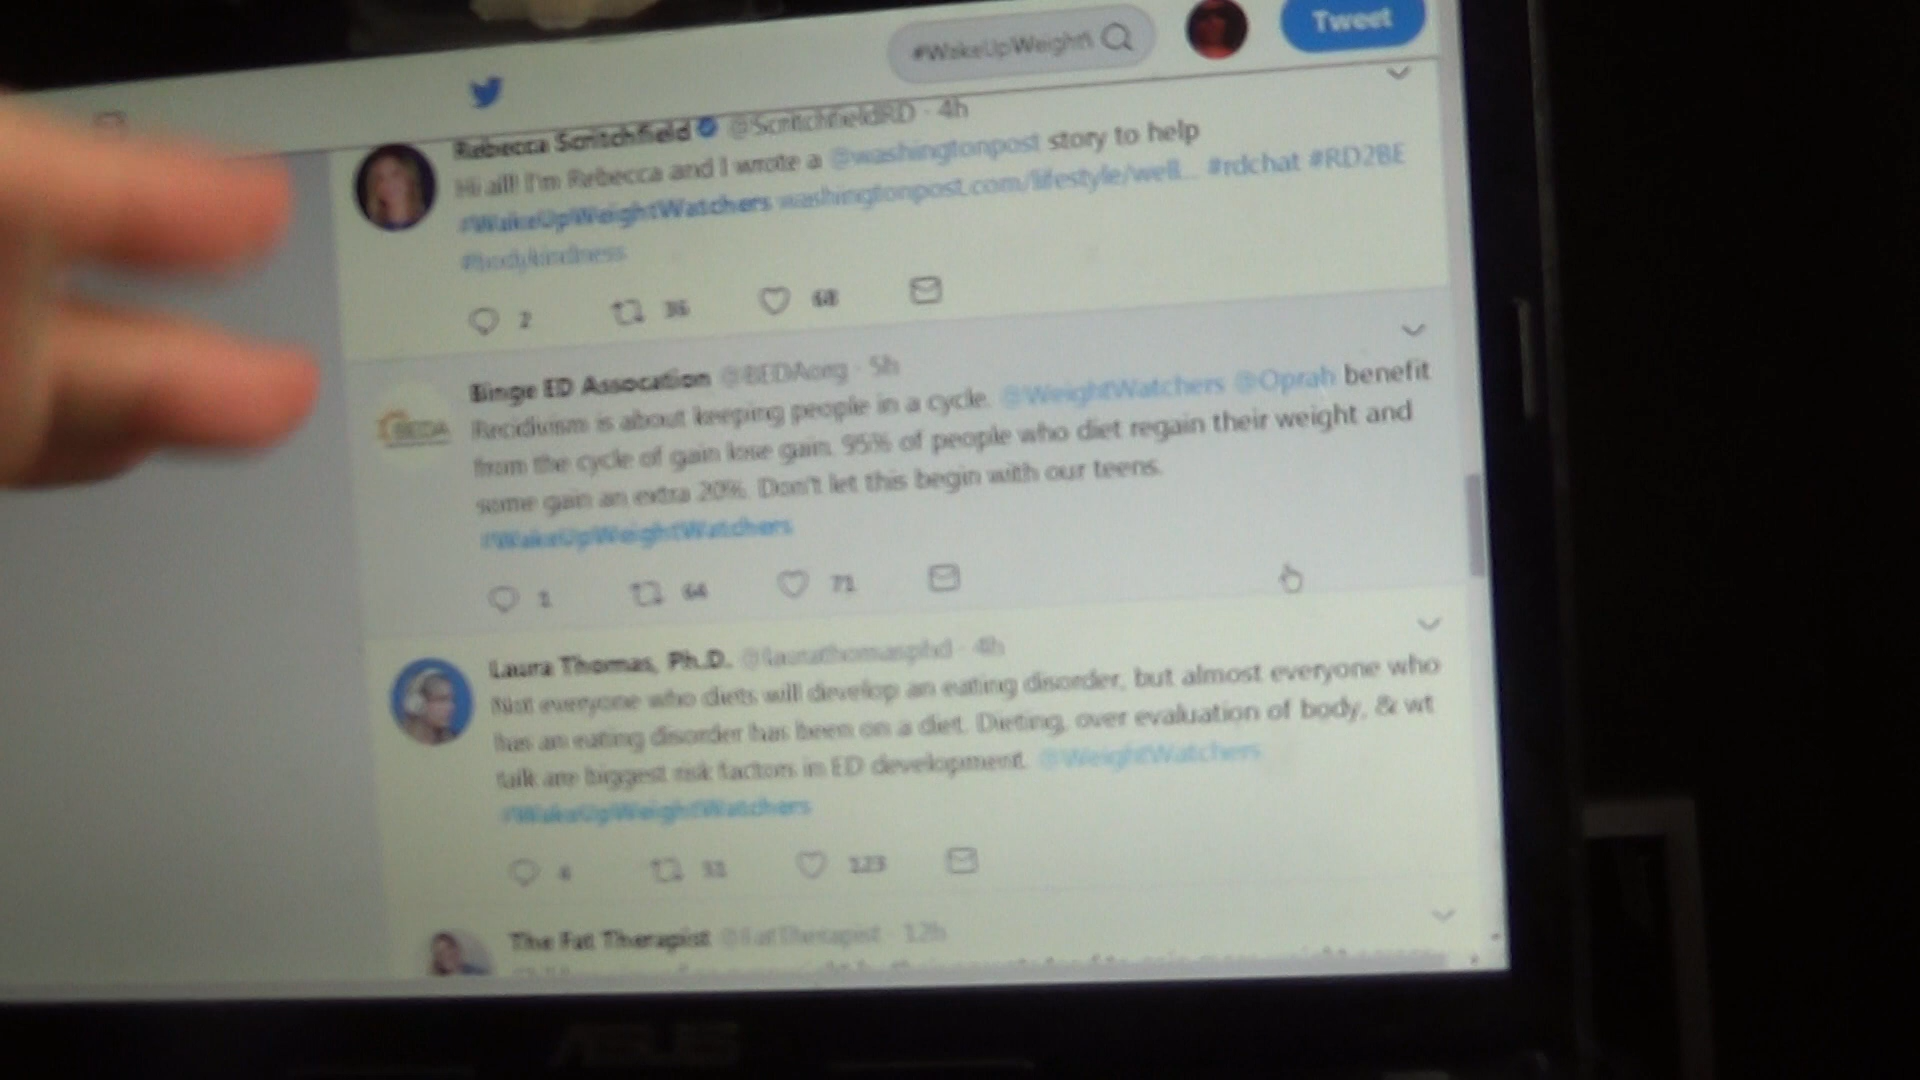 #WakeUpWeightW
Tweet
Rebecca Scritchfield @ScritchfieldRD · 4h
Hi all! I'm Rebecca and I wrote a @washingtonpost story to help
#WakeUpWeightWatchers washingtonpost.com/lifestyle/well... #rdchat #RD2BE
#bodykindness
2 36 68
Binge ED Assocation @BEDAorg · 5h
BEDA
Recidivism is about keeping people in a cycle. @WeightWatchers @Oprah benefit
from the cycle of gain lose gain. 95% of people who diet regain their weight and
some gain an extra 20%. Don't let this begin with our teens.
#WakeUpWeightWatchers
1 64 71
Laura Thomas, Ph.D. @laurathomasphd · 4h
Not everyone who diets will develop an eating disorder, but almost everyone who
has an eating disorder has been on a diet. Dieting, over evaluation of body, & wt
talk are biggest risk factors in ED development. @WeightWatchers
#WakeUpWeightWatchers
4 32 123
The Fat Therapist @FatTherapist · 12h
ASUS